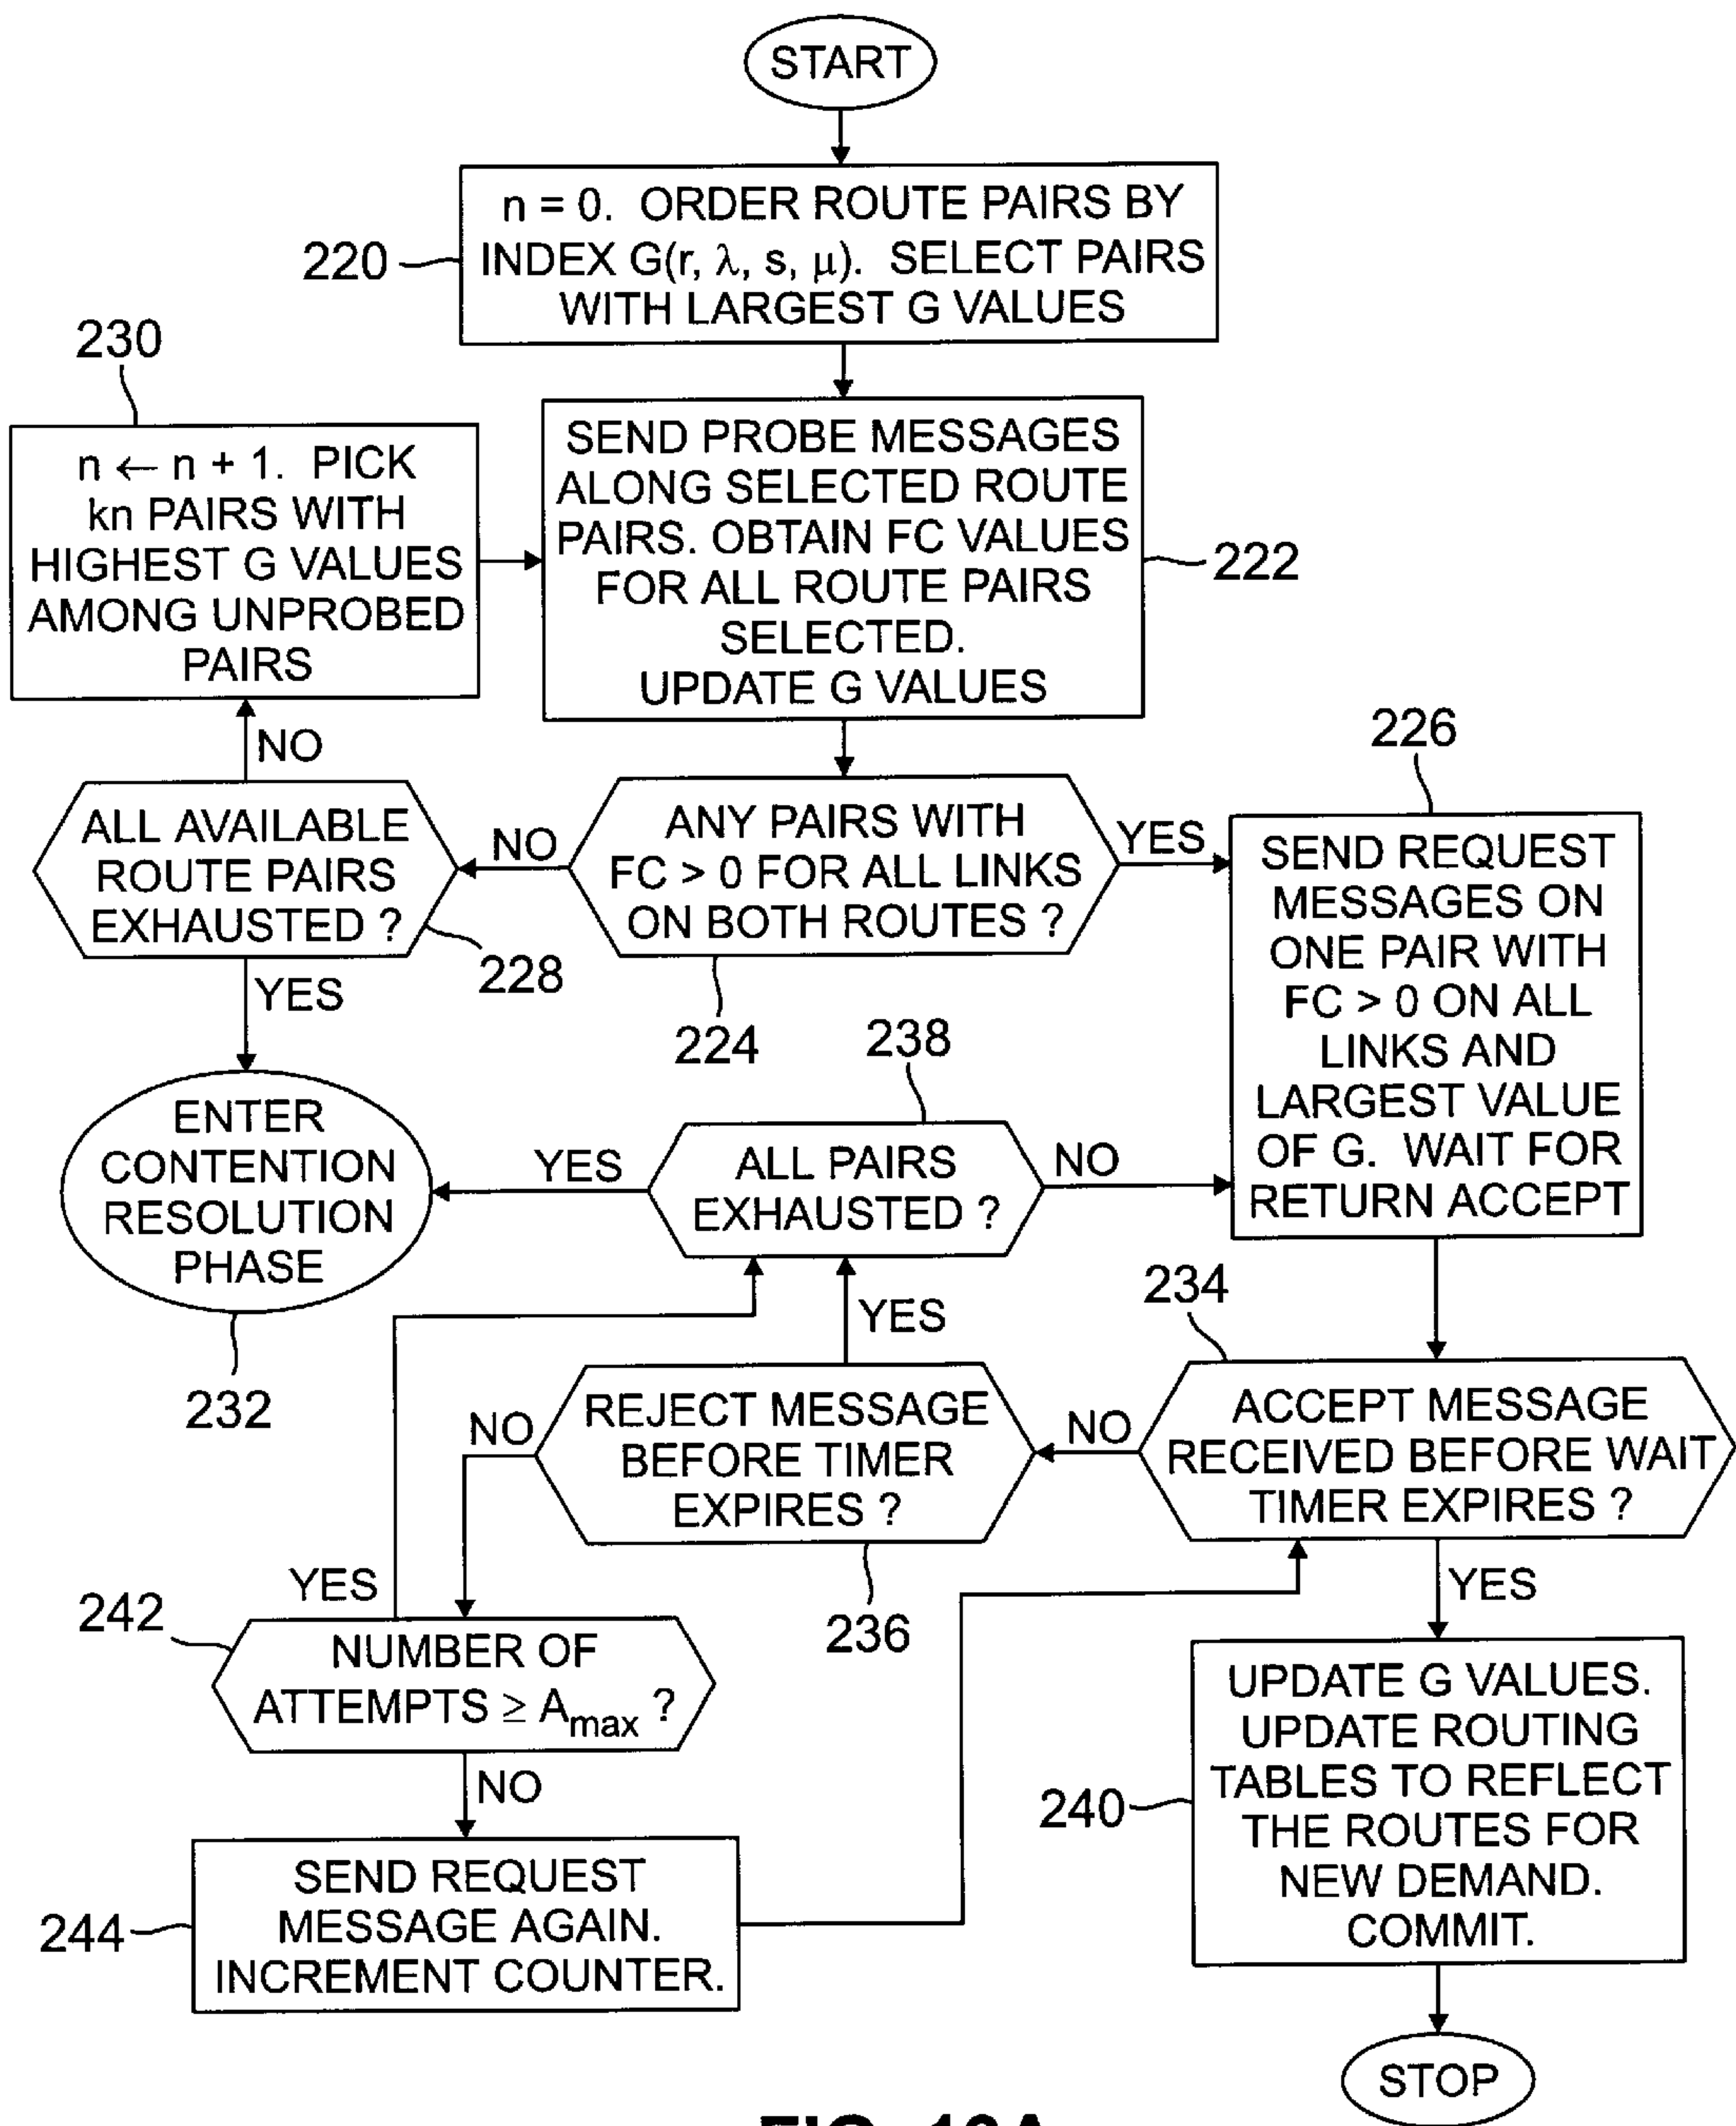 START
n = 0. ORDER ROUTE PAIRS BY
INDEX G(r, λ, s, μ). SELECT PAIRS
WITH LARGEST G VALUES
220
230
n ← n + 1. PICK
kn PAIRS WITH
HIGHEST G VALUES
AMONG UNPROBED
PAIRS
SEND PROBE MESSAGES
ALONG SELECTED ROUTE
PAIRS. OBTAIN FC VALUES
FOR ALL ROUTE PAIRS
SELECTED.
UPDATE G VALUES
222
NO
ALL AVAILABLE
ROUTE PAIRS
EXHAUSTED ?
228
NO
ANY PAIRS WITH
FC > 0 FOR ALL LINKS
ON BOTH ROUTES ?
224
YES
226
SEND REQUEST
MESSAGES ON
ONE PAIR WITH
FC > 0 ON ALL
LINKS AND
LARGEST VALUE
OF G. WAIT FOR
RETURN ACCEPT
YES
ENTER
CONTENTION
RESOLUTION
PHASE
232
YES
238
ALL PAIRS
EXHAUSTED ?
NO
YES
234
ACCEPT MESSAGE
RECEIVED BEFORE WAIT
TIMER EXPIRES ?
NO
REJECT MESSAGE
BEFORE TIMER
EXPIRES ?
236
NO
YES
242
NUMBER OF
ATTEMPTS ≥ Amax ?
NO
SEND REQUEST
MESSAGE AGAIN.
INCREMENT COUNTER.
244
YES
UPDATE G VALUES.
UPDATE ROUTING
TABLES TO REFLECT
THE ROUTES FOR
NEW DEMAND.
COMMIT.
240
STOP